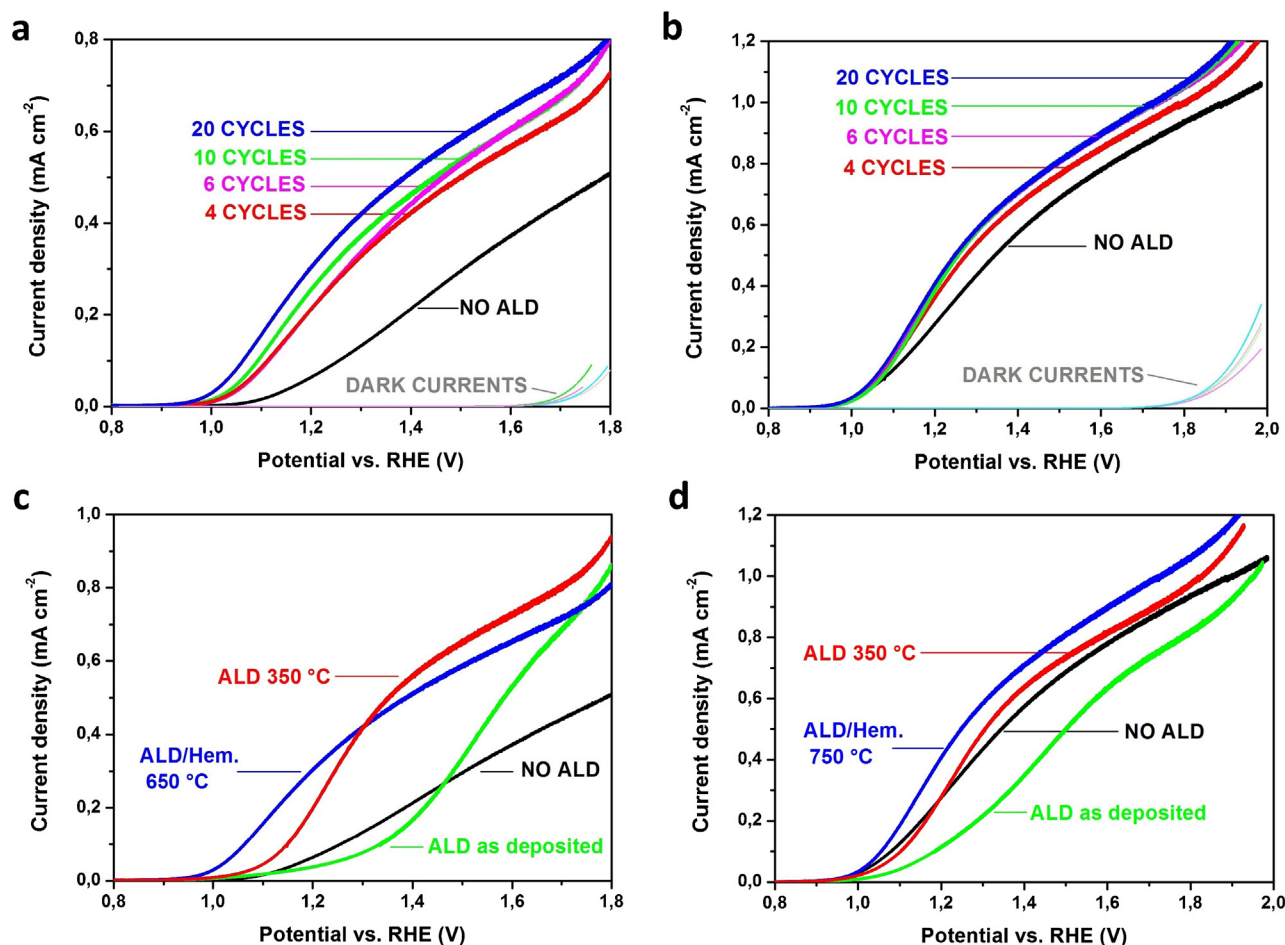 a
0,8
0,6
0,4
0,2
0,0
Current density (mA cm-2)
20 CYCLES
10 CYCLES
6 CYCLES
4 CYCLES
NO ALD
DARK CURRENTS
0,8 1,0 1,2 1,4 1,6 1,8
Potential vs. RHE (V)
b
1,2
1,0
0,8
0,6
0,4
0,2
0,0
Current density (mA cm-2)
20 CYCLES
10 CYCLES
6 CYCLES
4 CYCLES
NO ALD
DARK CURRENTS
0,8 1,0 1,2 1,4 1,6 1,8 2,0
Potential vs. RHE (V)
c
1,0
0,8
0,6
0,4
0,2
0,0
Current density (mA cm-2)
ALD 350 °C
ALD/Hem.
650 °C
NO ALD
ALD as deposited
0,8 1,0 1,2 1,4 1,6 1,8
Potential vs. RHE (V)
d
1,2
1,0
0,8
0,6
0,4
0,2
0,0
Current density (mA cm-2)
ALD 350 °C
ALD/Hem.
750 °C
NO ALD
ALD as deposited
0,8 1,0 1,2 1,4 1,6 1,8 2,0
Potential vs. RHE (V)